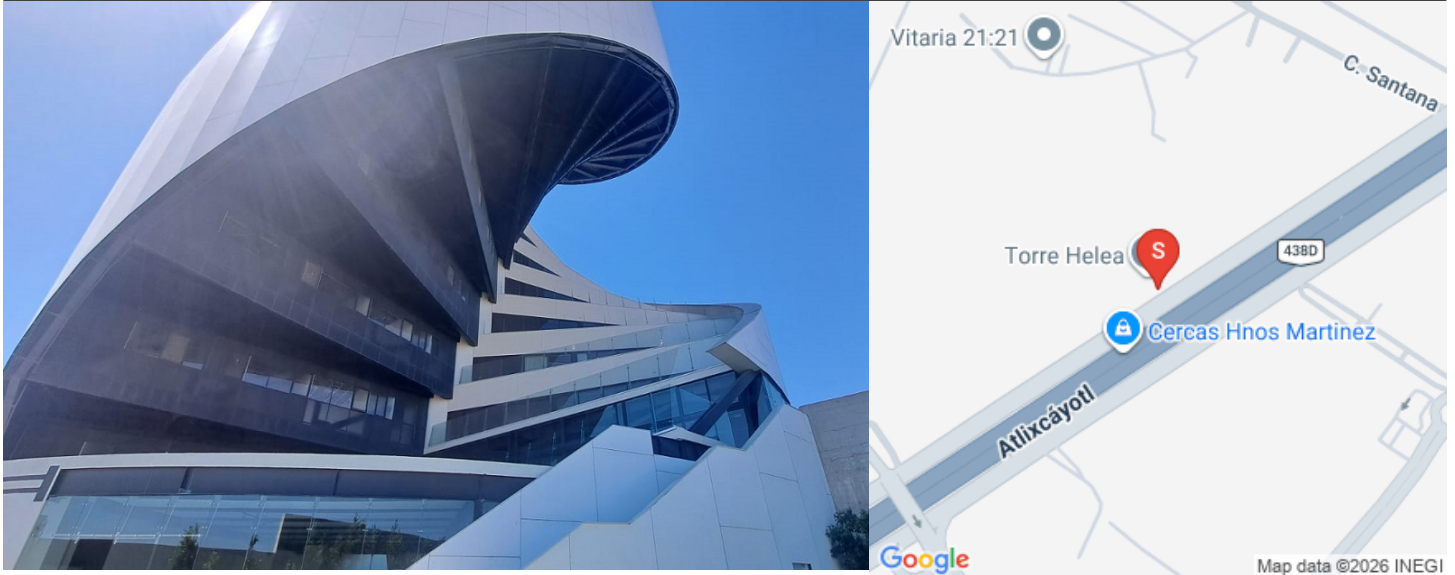 Vitaria 21:21
C. Santana
Torre Helea
S
438D
Cercas Hnos Martinez
Atlixcáyotl
Google
Map data ©2026 INEGI